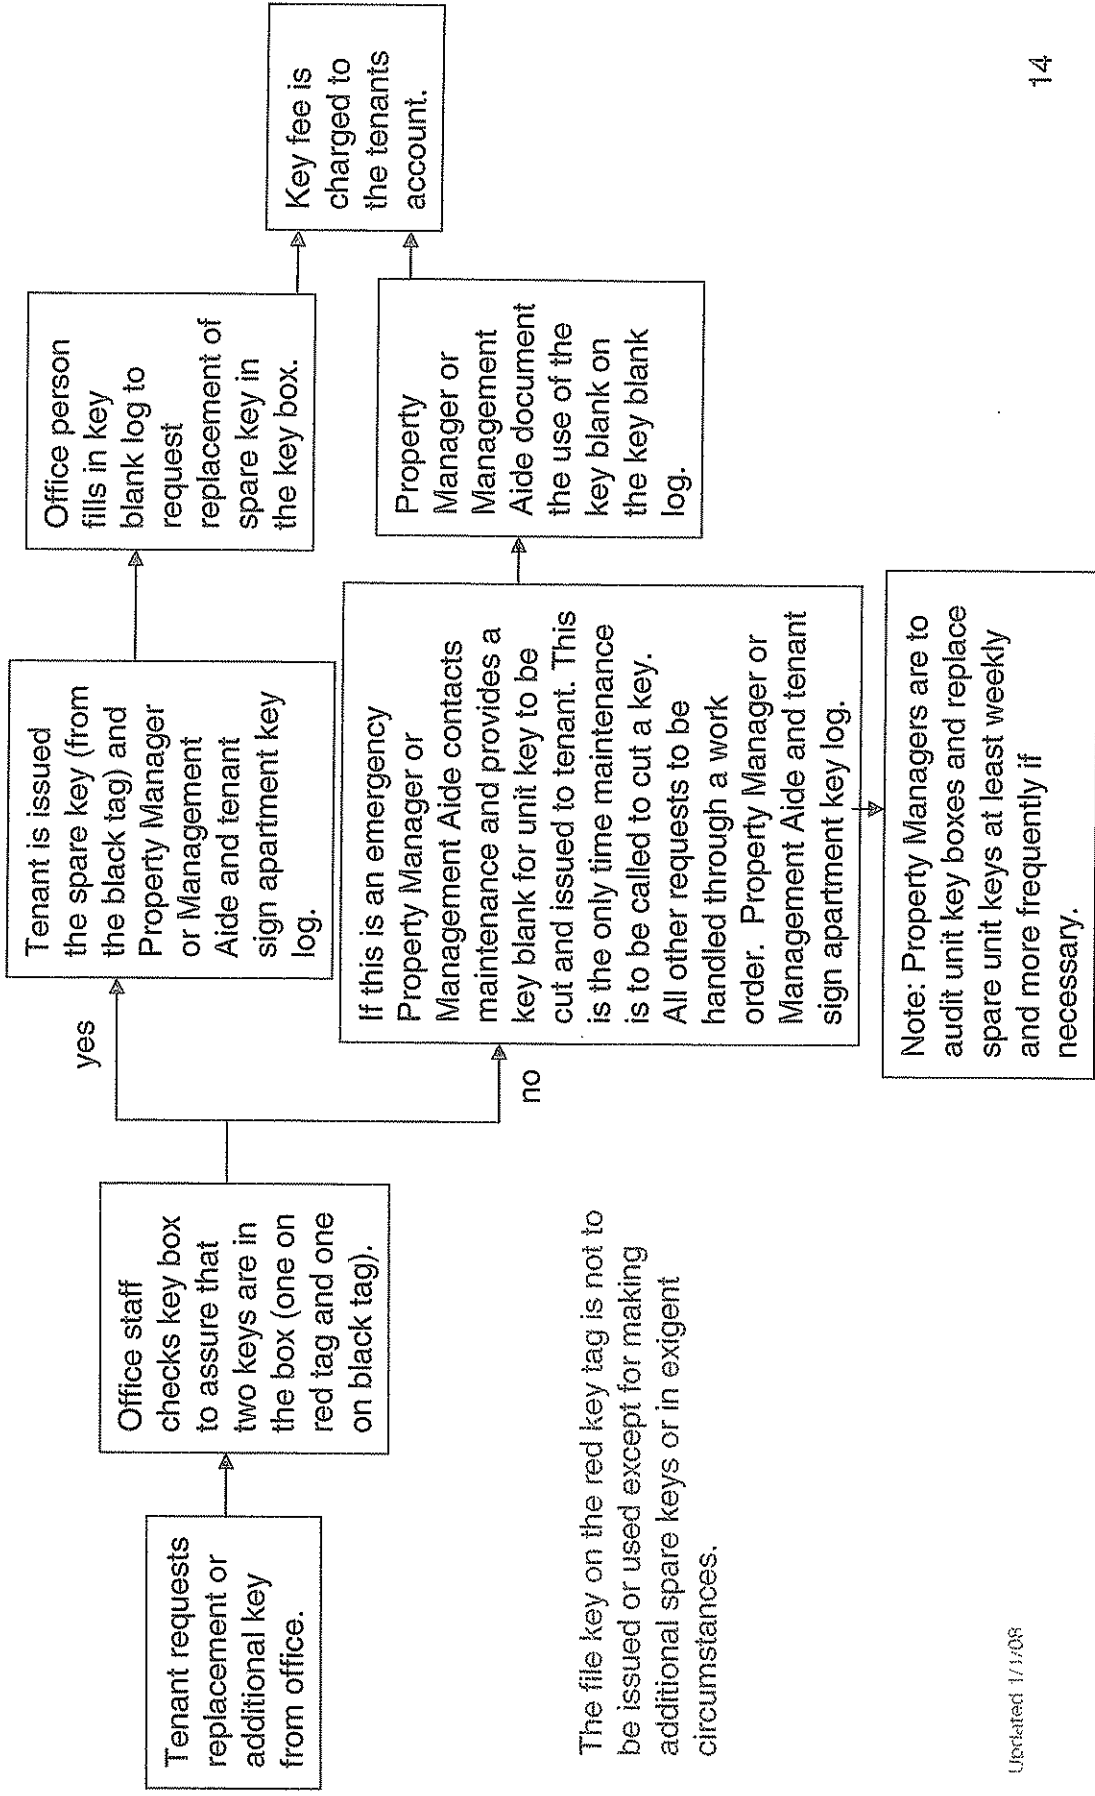 Tenant requests
replacement or
additional key
from office.
Office staff
checks key box
to assure that
two keys are in
the box (one on
red tag and one
on black tag).
yes
Tenant is issued
the spare key (from
the black tag) and
Property Manager
or Management
Aide and tenant
sign apartment key
log.
Office person
fills in key
blank log to
request
replacement of
spare key in
the key box.
Key fee is
charged to
the tenants
account.
no
If this is an emergency
Property Manager or
Management Aide contacts
maintenance and provides a
key blank for unit key to be
cut and issued to tenant. This
is the only time maintenance
is to be called to cut a key.
All other requests to be
handled through a work
order. Property Manager or
Management Aide and tenant
sign apartment key log.
Property
Manager or
Management
Aide document
the use of the
key blank on
the key blank
log.
Note: Property Managers are to
audit unit key boxes and replace
spare unit keys at least weekly
and more frequently if
necessary.
The file key on the red key tag is not to
be issued or used except for making
additional spare keys or in exigent
circumstances.
Updated 1/1/08
14